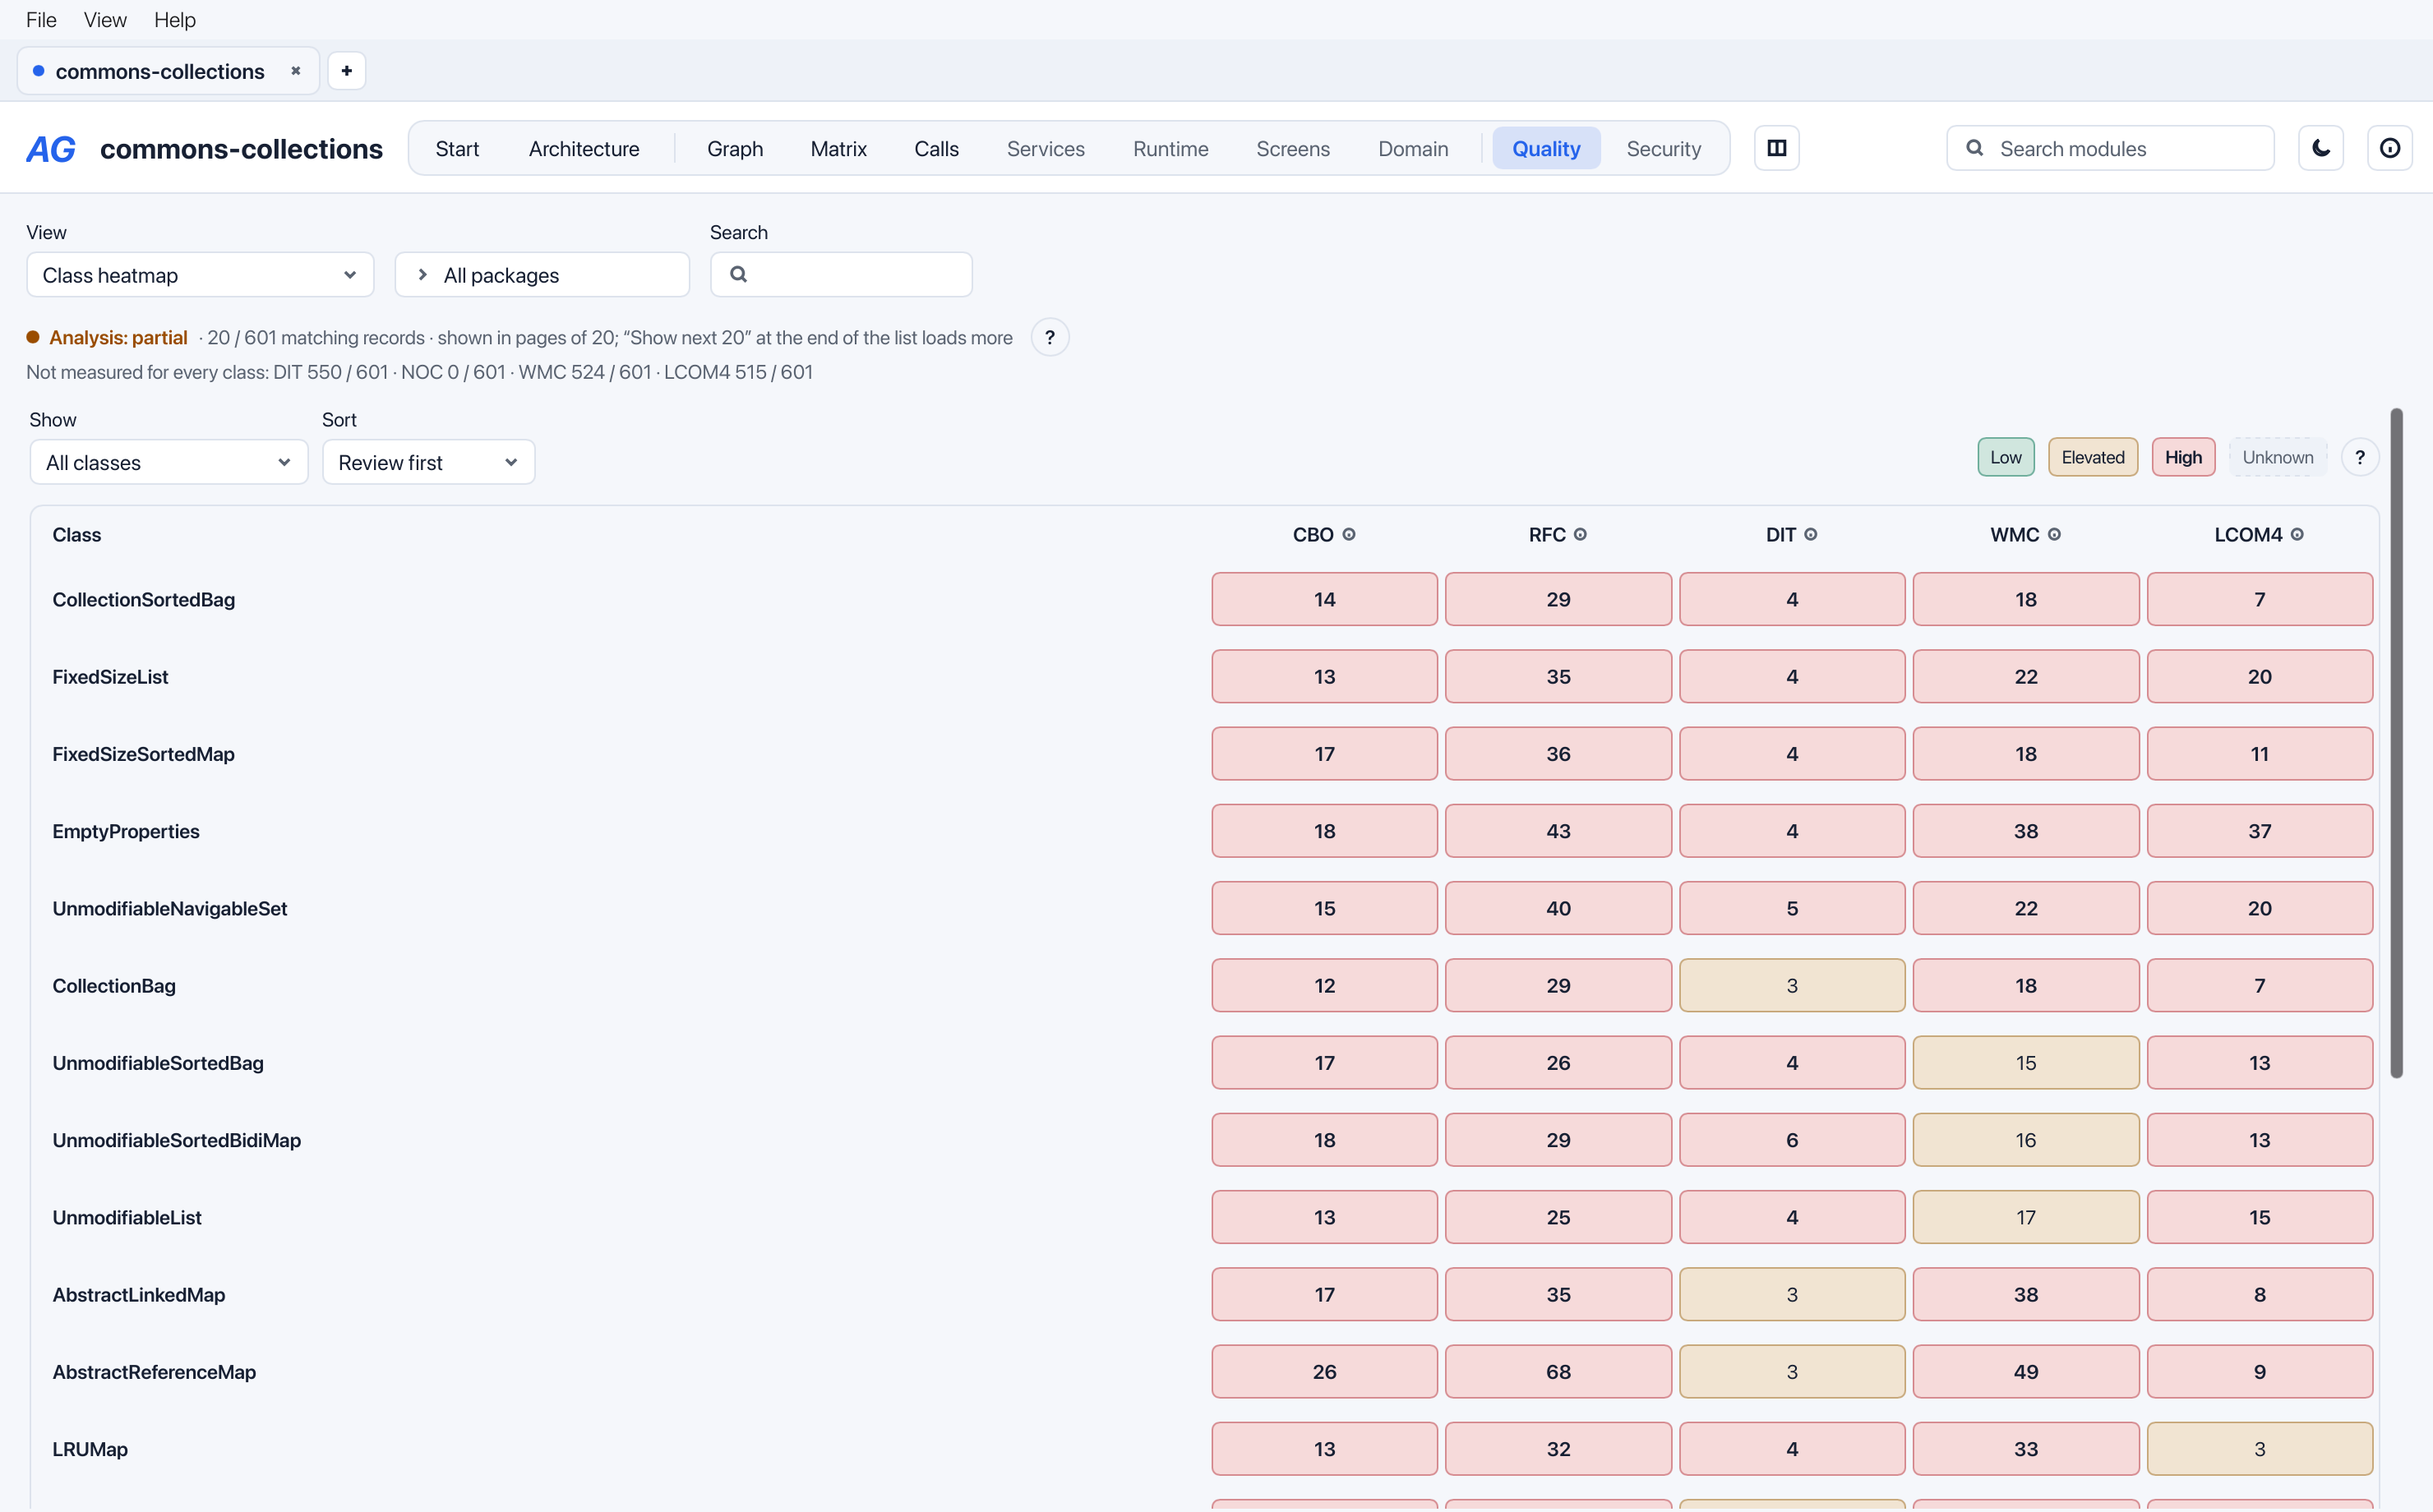 File View Help
commons-collections
AG commons-collections Start Architecture Graph Matrix Calls Services Runtime Screens Domain Quality Security Search modules
View Search
Class heatmap All packages
Analysis: partial · 20 / 601 matching records · shown in pages of 20; “Show next 20” at the end of the list loads more ?
Not measured for every class: DIT 550 / 601 · NOC 0 / 601 · WMC 524 / 601 · LCOM4 515 / 601
Show Sort
All classes Review first Low Elevated High Unknown ?
Class CBO RFC DIT WMC LCOM4
CollectionSortedBag 14 29 4 18 7
FixedSizeList 13 35 4 22 20
FixedSizeSortedMap 17 36 4 18 11
EmptyProperties 18 43 4 38 37
UnmodifiableNavigableSet 15 40 5 22 20
CollectionBag 12 29 3 18 7
UnmodifiableSortedBag 17 26 4 15 13
UnmodifiableSortedBidiMap 18 29 6 16 13
UnmodifiableList 13 25 4 17 15
AbstractLinkedMap 17 35 3 38 8
AbstractReferenceMap 26 68 3 49 9
LRUMap 13 32 4 33 3